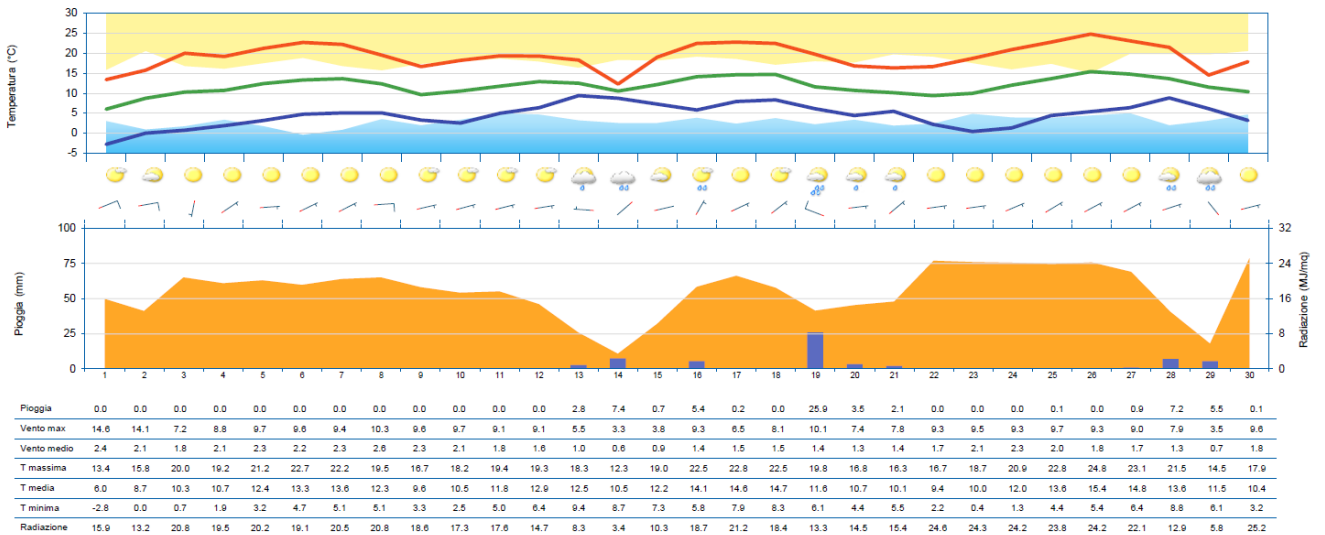 Temperatura (°C)
30
25
20
15
10
5
0
-5
Pioggia (mm)
100
75
50
25
0
Radiazione (MJ/mq)
32
24
16
8
0
1 2 3 4 5 6 7 8 9 10 11 12 13 14 15 16 17 18 19 20 21 22 23 24 25 26 27 28 29 30
Pioggia 0.0 0.0 0.0 0.0 0.0 0.0 0.0 0.0 0.0 0.0 0.0 0.0 2.8 7.4 0.7 5.4 0.2 0.0 25.9 3.5 2.1 0.0 0.0 0.0 0.1 0.0 0.9 7.2 5.5 0.1
Vento max 14.6 14.1 7.2 8.8 9.7 9.6 9.4 10.3 9.6 9.7 9.1 9.1 5.5 3.3 3.8 9.3 6.5 8.1 10.1 7.4 7.8 9.3 9.5 9.3 9.7 9.3 9.0 7.9 3.5 9.6
Vento medio 2.4 2.1 1.8 2.1 2.3 2.2 2.3 2.6 2.3 2.1 1.8 1.6 1.0 0.6 0.9 1.4 1.5 1.5 1.4 1.3 1.4 1.7 2.1 2.3 2.0 1.8 1.7 1.3 0.7 1.8
T massima 13.4 15.8 20.0 19.2 21.2 22.7 22.2 19.5 16.7 18.2 19.4 19.3 18.3 12.3 19.0 22.5 22.8 22.5 19.8 16.8 16.3 16.7 18.7 20.9 22.8 24.8 23.1 21.5 14.5 17.9
T media 6.0 8.7 10.3 10.7 12.4 13.3 13.6 12.3 9.6 10.5 11.8 12.9 12.5 10.5 12.2 14.1 14.6 14.7 11.6 10.7 10.1 9.4 10.0 12.0 13.6 15.4 14.8 13.6 11.5 10.4
T minima -2.8 0.0 0.7 1.9 3.2 4.7 5.1 5.1 3.3 2.5 5.0 6.4 9.4 8.7 7.3 5.8 7.9 8.3 6.1 4.4 5.5 2.2 0.4 1.3 4.4 5.4 6.4 8.8 6.1 3.2
Radiazione 15.9 13.2 20.8 19.5 20.2 19.1 20.5 20.8 18.6 17.3 17.6 14.7 8.3 3.4 10.3 18.7 21.2 18.4 13.3 14.5 15.4 24.6 24.3 24.2 23.8 24.2 22.1 12.9 5.8 25.2